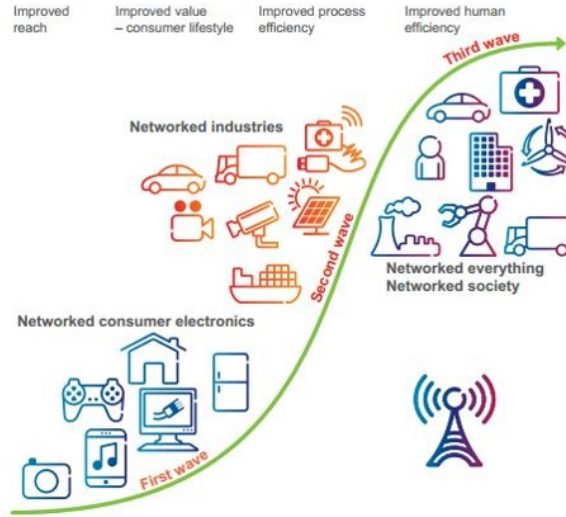 Improved
reach
Improved value
– consumer lifestyle
Improved process
efficiency
Improved human
efficiency
Third wave
Networked industries
Second wave
Networked everything
Networked society
Networked consumer electronics
First wave